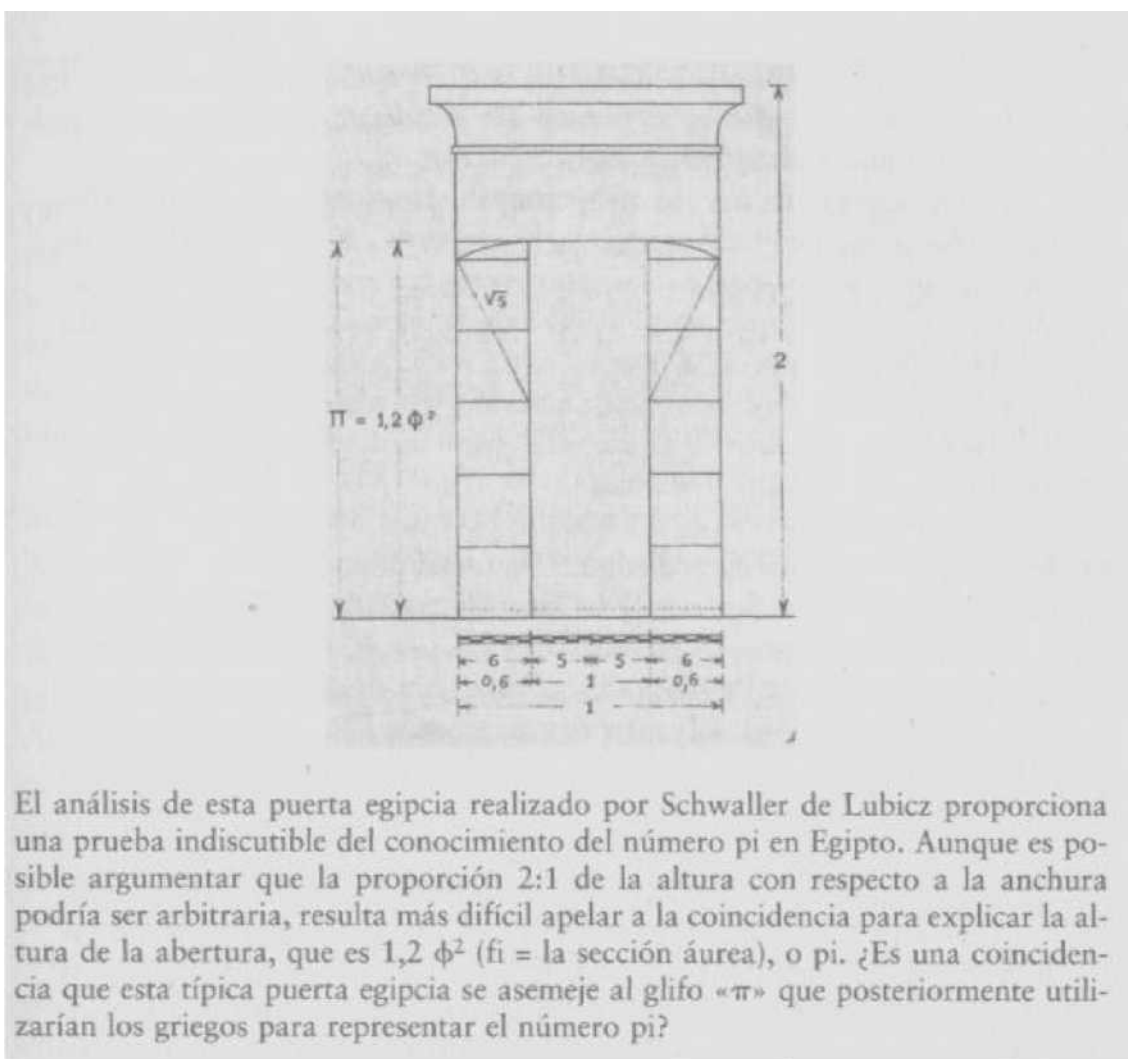 √5
2
Π = 1,2 ϕ²
6 5 5 6
0,6 1 0,6
1
El análisis de esta puerta egipcia realizado por Schwaller de Lubicz proporciona
una prueba indiscutible del conocimiento del número pi en Egipto. Aunque es po-
sible argumentar que la proporción 2:1 de la altura con respecto a la anchura
podría ser arbitraria, resulta más difícil apelar a la coincidencia para explicar la al-
tura de la abertura, que es 1,2 ϕ² (fi = la sección áurea), o pi. ¿Es una coinciden-
cia que esta típica puerta egipcia se asemeje al glifo «π» que posteriormente utili-
zarían los griegos para representar el número pi?